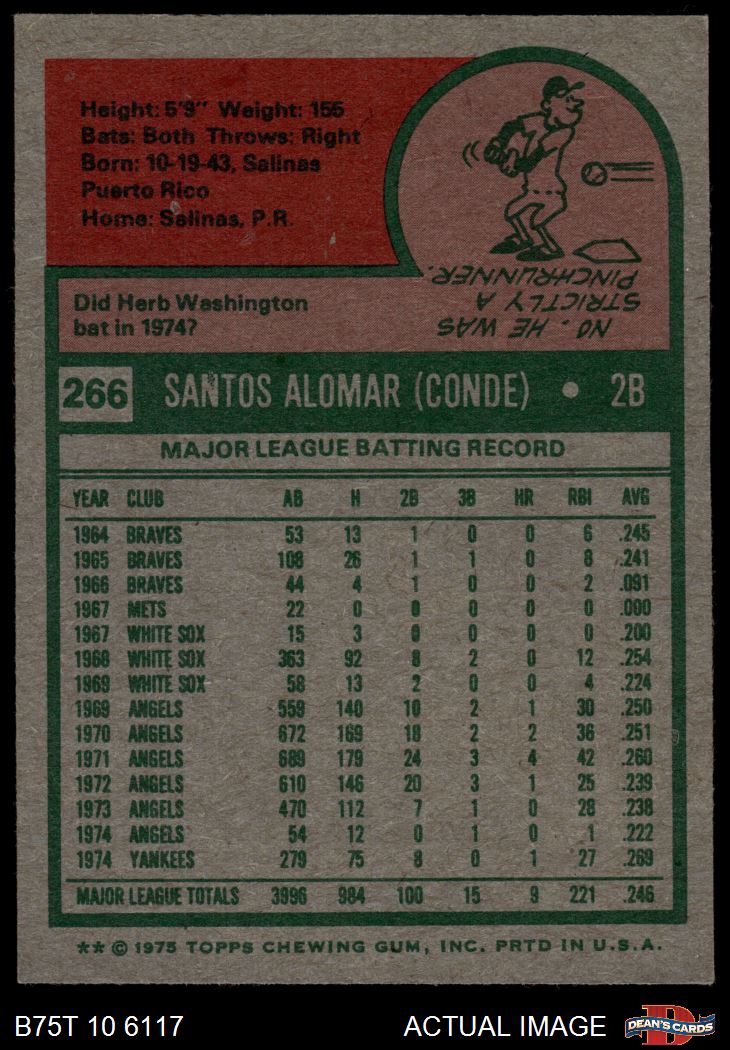 Height: 5'9" Weight: 155
Bats: Both Throws: Right
Born: 10-19-43, Salinas
Puerto Rico
Home: Salinas, P.R.
Did Herb Washington
bat in 1974?
NO. HE WAS
STRICTLY A
PINCHRUNNER.
266 SANTOS ALOMAR (CONDE) • 2B
MAJOR LEAGUE BATTING RECORD
YEAR CLUB AB H 2B 3B HR RBI AVG
1964 BRAVES 53 13 1 0 0 6 .245
1965 BRAVES 108 26 1 1 0 8 .241
1966 BRAVES 44 4 1 0 0 2 .091
1967 METS 22 0 0 0 0 0 .000
1967 WHITE SOX 15 3 0 0 0 0 .200
1968 WHITE SOX 363 92 8 2 0 12 .254
1969 WHITE SOX 58 13 2 0 0 4 .224
1969 ANGELS 559 140 10 2 1 30 .250
1970 ANGELS 672 169 18 2 2 36 .251
1971 ANGELS 689 179 24 3 4 42 .260
1972 ANGELS 610 146 20 3 1 25 .239
1973 ANGELS 470 112 7 1 0 28 .238
1974 ANGELS 54 12 0 1 0 1 .222
1974 YANKEES 279 75 8 0 1 27 .269
MAJOR LEAGUE TOTALS 3996 984 100 15 9 221 .246
** © 1975 TOPPS CHEWING GUM, INC. PRTD IN U.S.A.
B75T 10 6117 ACTUAL IMAGE D DEAN'S CARDS